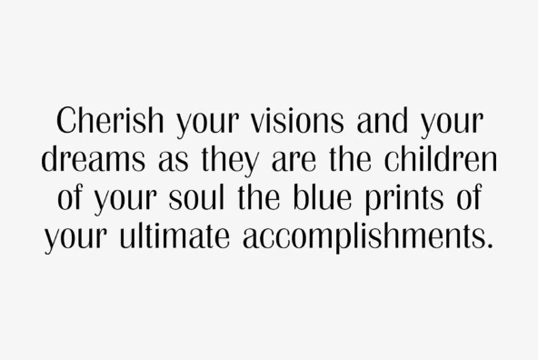 Cherish your visions and your
dreams as they are the children
of your soul the blue prints of
your ultimate accomplishments.